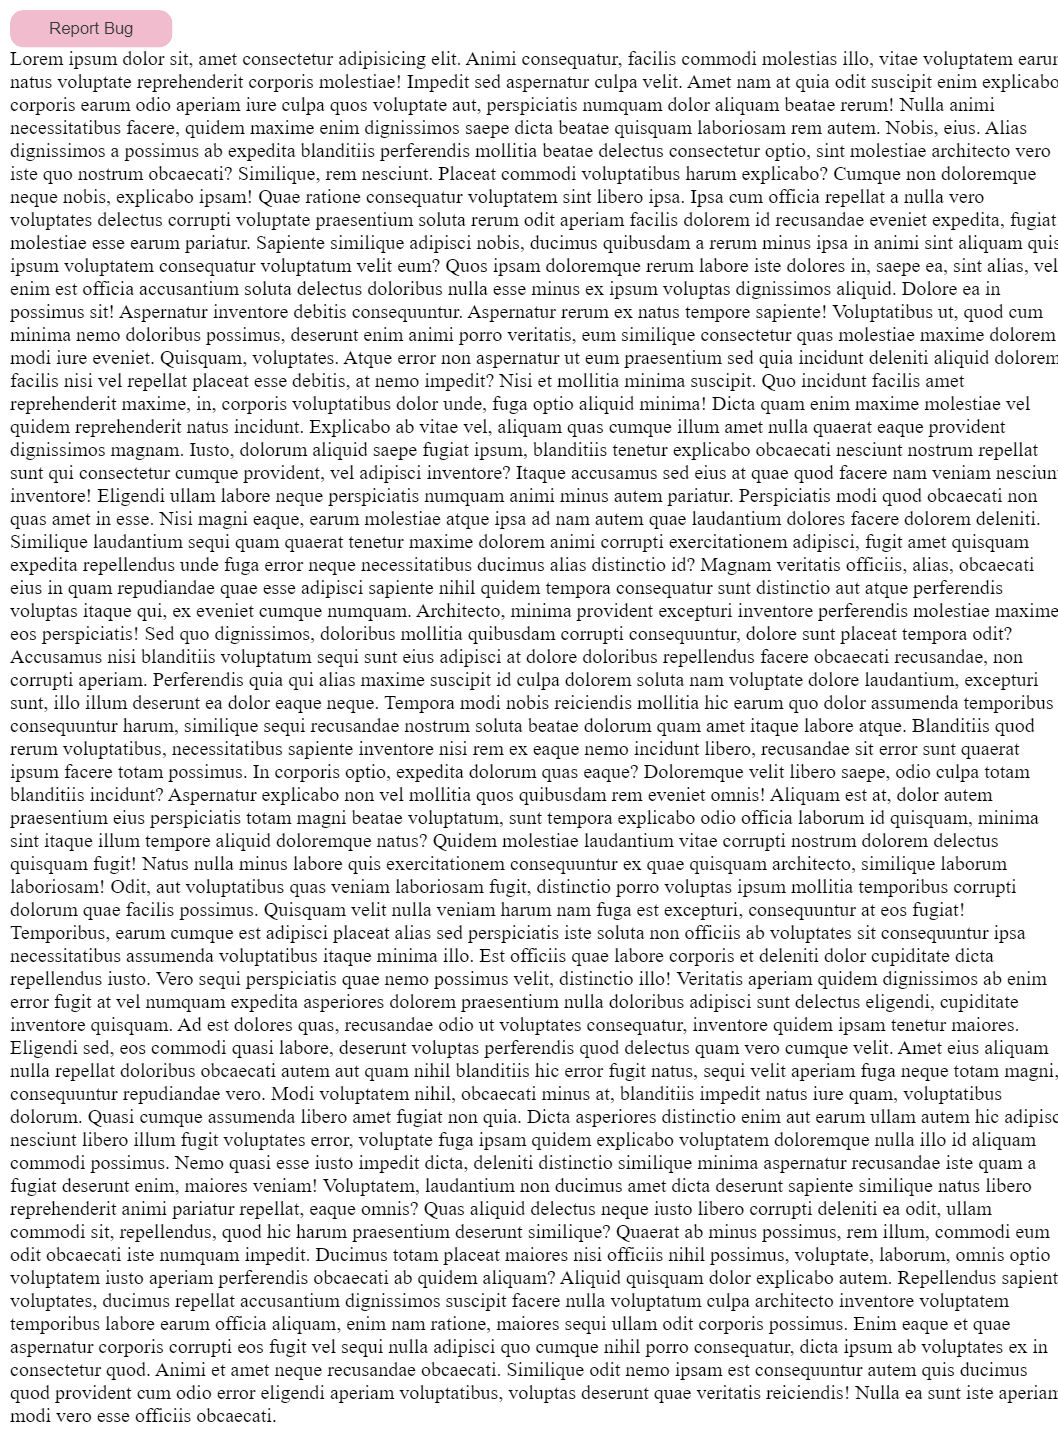 Report Bug
Lorem ipsum dolor sit, amet consectetur adipisicing elit. Animi consequatur, facilis commodi molestias illo, vitae voluptatem earum
natus voluptate reprehenderit corporis molestiae! Impedit sed aspernatur culpa velit. Amet nam at quia odit suscipit enim explicabo
corporis earum odio aperiam iure culpa quos voluptate aut, perspiciatis numquam dolor aliquam beatae rerum! Nulla animi
necessitatibus facere, quidem maxime enim dignissimos saepe dicta beatae quisquam laboriosam rem autem. Nobis, eius. Alias
dignissimos a possimus ab expedita blanditiis perferendis mollitia beatae delectus consectetur optio, sint molestiae architecto vero
iste quo nostrum obcaecati? Similique, rem nesciunt. Placeat commodi voluptatibus harum explicabo? Cumque non doloremque
neque nobis, explicabo ipsam! Quae ratione consequatur voluptatem sint libero ipsa. Ipsa cum officia repellat a nulla vero
voluptates delectus corrupti voluptate praesentium soluta rerum odit aperiam facilis dolorem id recusandae eveniet expedita, fugiat
molestiae esse earum pariatur. Sapiente similique adipisci nobis, ducimus quibusdam a rerum minus ipsa in animi sint aliquam quis
ipsum voluptatem consequatur voluptatum velit eum? Quos ipsam doloremque rerum labore iste dolores in, saepe ea, sint alias, vel
enim est officia accusantium soluta delectus doloribus nulla esse minus ex ipsum voluptas dignissimos aliquid. Dolore ea in
possimus sit! Aspernatur inventore debitis consequuntur. Aspernatur rerum ex natus tempore sapiente! Voluptatibus ut, quod cum
minima nemo doloribus possimus, deserunt enim animi porro veritatis, eum similique consectetur quas molestiae maxime dolorem
modi iure eveniet. Quisquam, voluptates. Atque error non aspernatur ut eum praesentium sed quia incidunt deleniti aliquid dolorem
facilis nisi vel repellat placeat esse debitis, at nemo impedit? Nisi et mollitia minima suscipit. Quo incidunt facilis amet
reprehenderit maxime, in, corporis voluptatibus dolor unde, fuga optio aliquid minima! Dicta quam enim maxime molestiae vel
quidem reprehenderit natus incidunt. Explicabo ab vitae vel, aliquam quas cumque illum amet nulla quaerat eaque provident
dignissimos magnam. Iusto, dolorum aliquid saepe fugiat ipsum, blanditiis tenetur explicabo obcaecati nesciunt nostrum repellat
sunt qui consectetur cumque provident, vel adipisci inventore? Itaque accusamus sed eius at quae quod facere nam veniam nesciunt
inventore! Eligendi ullam labore neque perspiciatis numquam animi minus autem pariatur. Perspiciatis modi quod obcaecati non
quas amet in esse. Nisi magni eaque, earum molestiae atque ipsa ad nam autem quae laudantium dolores facere dolorem deleniti.
Similique laudantium sequi quam quaerat tenetur maxime dolorem animi corrupti exercitationem adipisci, fugit amet quisquam
expedita repellendus unde fuga error neque necessitatibus ducimus alias distinctio id? Magnam veritatis officiis, alias, obcaecati
eius in quam repudiandae quae esse adipisci sapiente nihil quidem tempora consequatur sunt distinctio aut atque perferendis
voluptas itaque qui, ex eveniet cumque numquam. Architecto, minima provident excepturi inventore perferendis molestiae maxime
eos perspiciatis! Sed quo dignissimos, doloribus mollitia quibusdam corrupti consequuntur, dolore sunt placeat tempora odit?
Accusamus nisi blanditiis voluptatum sequi sunt eius adipisci at dolore doloribus repellendus facere obcaecati recusandae, non
corrupti aperiam. Perferendis quia qui alias maxime suscipit id culpa dolorem soluta nam voluptate dolore laudantium, excepturi
sunt, illo illum deserunt ea dolor eaque neque. Tempora modi nobis reiciendis mollitia hic earum quo dolor assumenda temporibus
consequuntur harum, similique sequi recusandae nostrum soluta beatae dolorum quam amet itaque labore atque. Blanditiis quod
rerum voluptatibus, necessitatibus sapiente inventore nisi rem ex eaque nemo incidunt libero, recusandae sit error sunt quaerat
ipsum facere totam possimus. In corporis optio, expedita dolorum quas eaque? Doloremque velit libero saepe, odio culpa totam
blanditiis incidunt? Aspernatur explicabo non vel mollitia quos quibusdam rem eveniet omnis! Aliquam est at, dolor autem
praesentium eius perspiciatis totam magni beatae voluptatum, sunt tempora explicabo odio officia laborum id quisquam, minima
sint itaque illum tempore aliquid doloremque natus? Quidem molestiae laudantium vitae corrupti nostrum dolorem delectus
quisquam fugit! Natus nulla minus labore quis exercitationem consequuntur ex quae quisquam architecto, similique laborum
laboriosam! Odit, aut voluptatibus quas veniam laboriosam fugit, distinctio porro voluptas ipsum mollitia temporibus corrupti
dolorum quae facilis possimus. Quisquam velit nulla veniam harum nam fuga est excepturi, consequuntur at eos fugiat!
Temporibus, earum cumque est adipisci placeat alias sed perspiciatis iste soluta non officiis ab voluptates sit consequuntur ipsa
necessitatibus assumenda voluptatibus itaque minima illo. Est officiis quae labore corporis et deleniti dolor cupiditate dicta
repellendus iusto. Vero sequi perspiciatis quae nemo possimus velit, distinctio illo! Veritatis aperiam quidem dignissimos ab enim
error fugit at vel numquam expedita asperiores dolorem praesentium nulla doloribus adipisci sunt delectus eligendi, cupiditate
inventore quisquam. Ad est dolores quas, recusandae odio ut voluptates consequatur, inventore quidem ipsam tenetur maiores.
Eligendi sed, eos commodi quasi labore, deserunt voluptas perferendis quod delectus quam vero cumque velit. Amet eius aliquam
nulla repellat doloribus obcaecati autem aut quam nihil blanditiis hic error fugit natus, sequi velit aperiam fuga neque totam magni,
consequuntur repudiandae vero. Modi voluptatem nihil, obcaecati minus at, blanditiis impedit natus iure quam, voluptatibus
dolorum. Quasi cumque assumenda libero amet fugiat non quia. Dicta asperiores distinctio enim aut earum ullam autem hic adipisci
nesciunt libero illum fugit voluptates error, voluptate fuga ipsam quidem explicabo voluptatem doloremque nulla illo id aliquam
commodi possimus. Nemo quasi esse iusto impedit dicta, deleniti distinctio similique minima aspernatur recusandae iste quam a
fugiat deserunt enim, maiores veniam! Voluptatem, laudantium non ducimus amet dicta deserunt sapiente similique natus libero
reprehenderit animi pariatur repellat, eaque omnis? Quas aliquid delectus neque iusto libero corrupti deleniti ea odit, ullam
commodi sit, repellendus, quod hic harum praesentium deserunt similique? Quaerat ab minus possimus, rem illum, commodi eum
odit obcaecati iste numquam impedit. Ducimus totam placeat maiores nisi officiis nihil possimus, voluptate, laborum, omnis optio
voluptatem iusto aperiam perferendis obcaecati ab quidem aliquam? Aliquid quisquam dolor explicabo autem. Repellendus sapiente
voluptates, ducimus repellat accusantium dignissimos suscipit facere nulla voluptatum culpa architecto inventore voluptatem
temporibus labore earum officia aliquam, enim nam ratione, maiores sequi ullam odit corporis possimus. Enim eaque et quae
aspernatur corporis corrupti eos fugit vel sequi nulla adipisci quo cumque nihil porro consequatur, dicta ipsum ab voluptates ex in
consectetur quod. Animi et amet neque recusandae obcaecati. Similique odit nemo ipsam est consequuntur autem quis ducimus
quod provident cum odio error eligendi aperiam voluptatibus, voluptas deserunt quae veritatis reiciendis! Nulla ea sunt iste aperiam
modi vero esse officiis obcaecati.